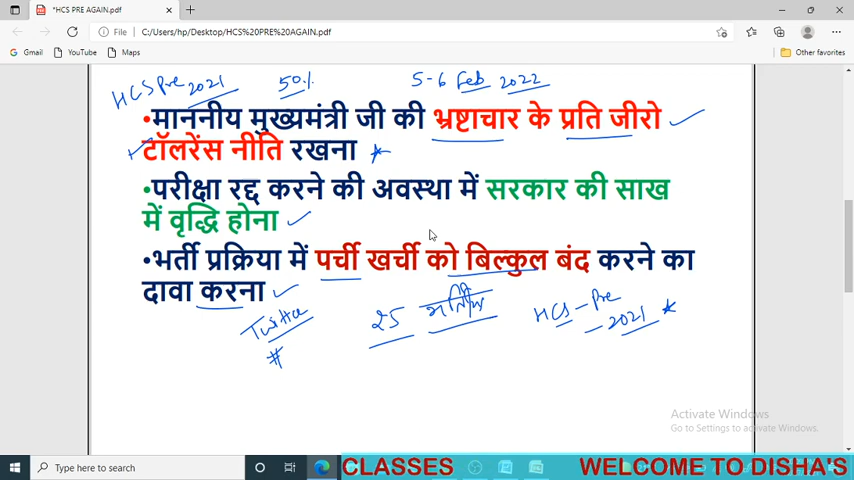 *HCS PRE AGAIN.pdf
File C:/Users/hp/Desktop/HCS%20PRE%20AGAIN.pdf
Gmail YouTube Maps Other favorites
HCS Pre 2021 50% 5-6 Feb 2022
•माननीय मुख्यमंत्री जी की भ्रष्टाचार के प्रति जीरो
टॉलरेंस नीति रखना
•परीक्षा रद्द करने की अवस्था में सरकार की साख
में वृद्धि होना
•भर्ती प्रक्रिया में पर्ची खर्ची को बिल्कुल बंद करने का
दावा करना
Twitter 25 HCS-Pre
# 2021
Activate Windows
Go to Settings to activate Windows.
Type here to search
CLASSES WELCOME TO DISHA'S